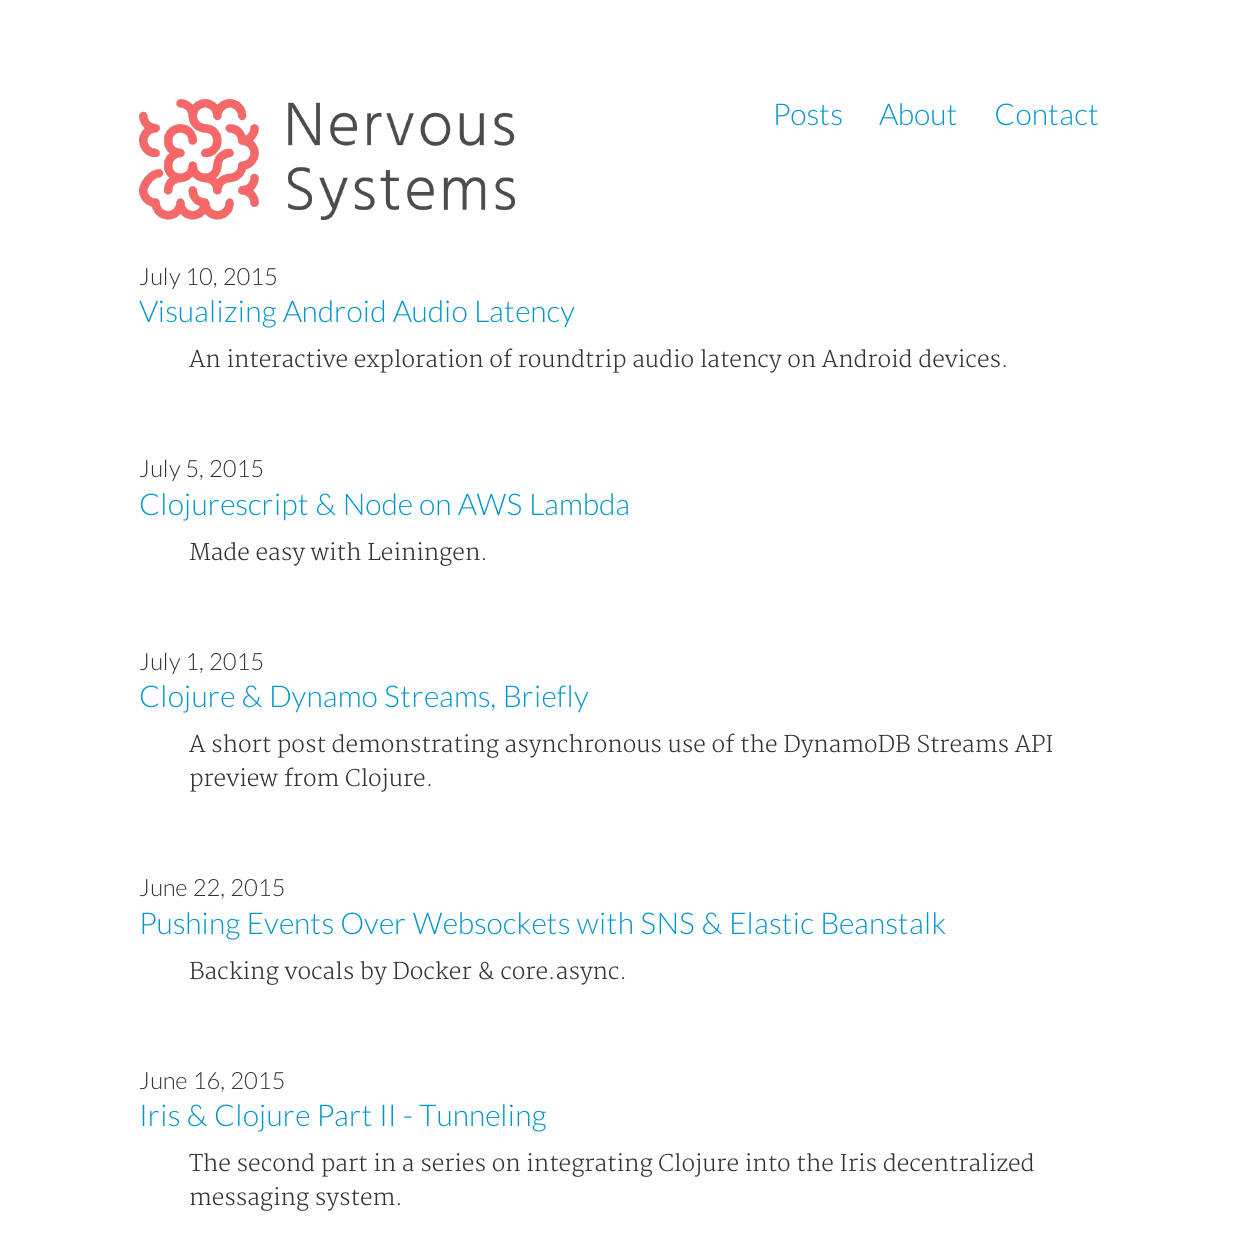 Nervous
Systems
Posts About Contact
July 10, 2015
Visualizing Android Audio Latency
An interactive exploration of roundtrip audio latency on Android devices.
July 5, 2015
Clojurescript & Node on AWS Lambda
Made easy with Leiningen.
July 1, 2015
Clojure & Dynamo Streams, Briefly
A short post demonstrating asynchronous use of the DynamoDB Streams API
preview from Clojure.
June 22, 2015
Pushing Events Over Websockets with SNS & Elastic Beanstalk
Backing vocals by Docker & core.async.
June 16, 2015
Iris & Clojure Part II - Tunneling
The second part in a series on integrating Clojure into the Iris decentralized
messaging system.